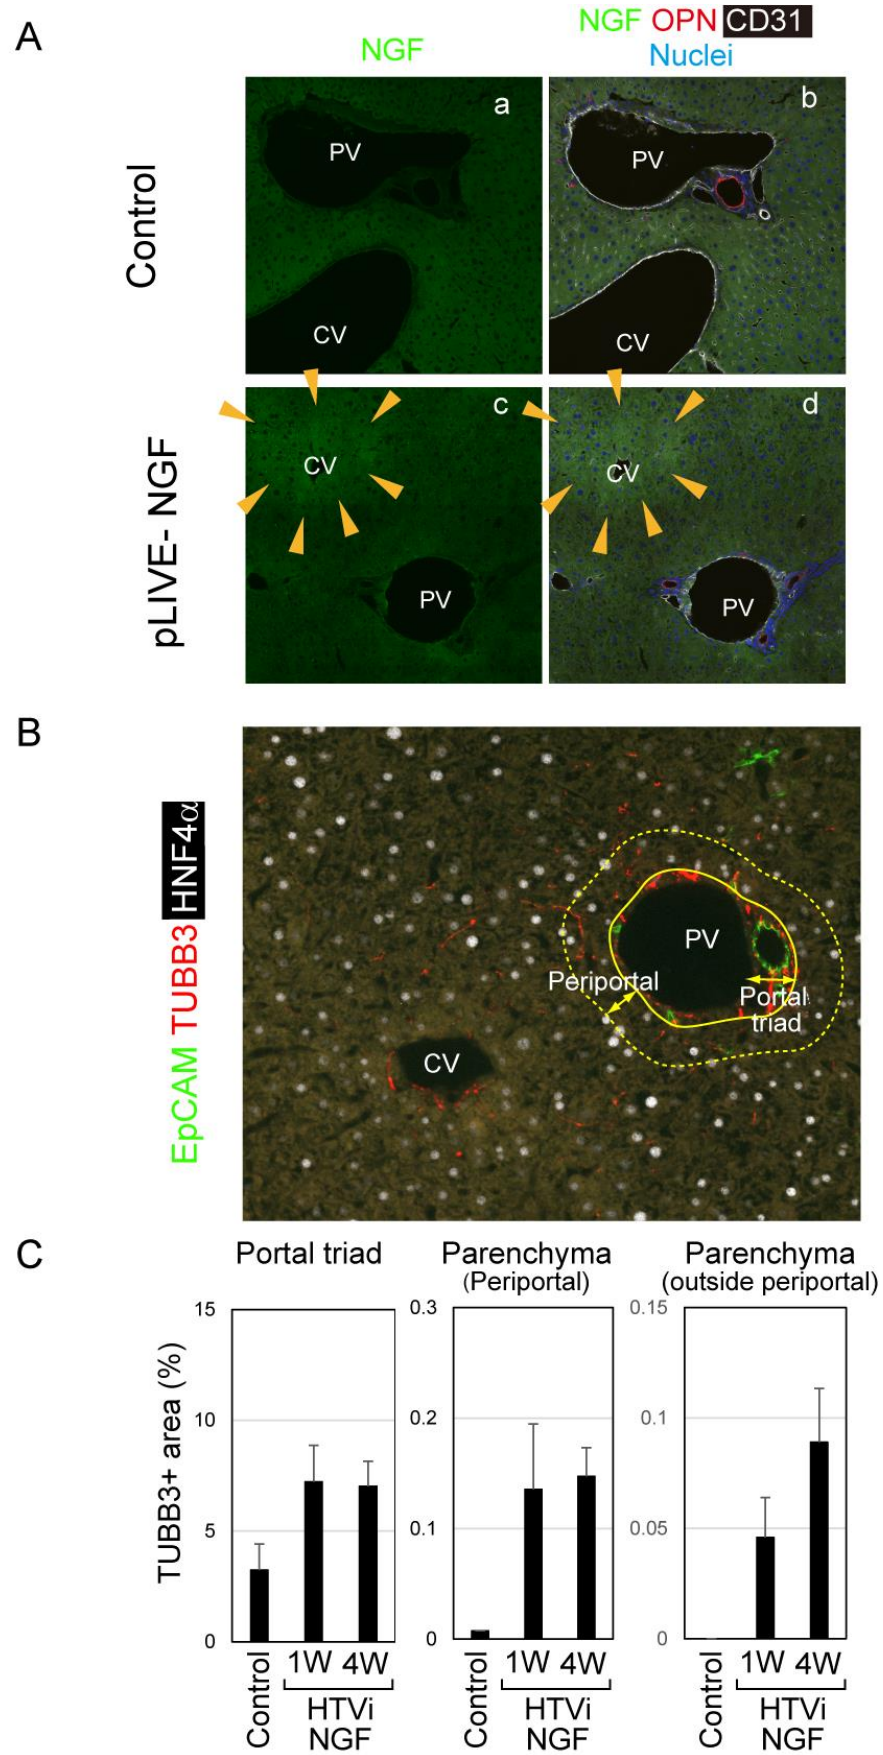 A
NGF
NGF OPN CD31
Nuclei
Control
a
PV
CV
b
PV
CV
pLIVE- NGF
c
CV
PV
d
CV
PV
B
EpCAM TUBB3 HNF4α
PV
Periportal
Portal
triad
CV
C
Portal triad
Parenchyma
(Periportal)
Parenchyma
(outside periportal)
TUBB3+ area (%)
15
10
5
0
Control
1W 4W
HTVi
NGF
0.3
0.2
0.1
0
Control
1W 4W
HTVi
NGF
0.15
0.1
0.05
0
Control
1W 4W
HTVi
NGF